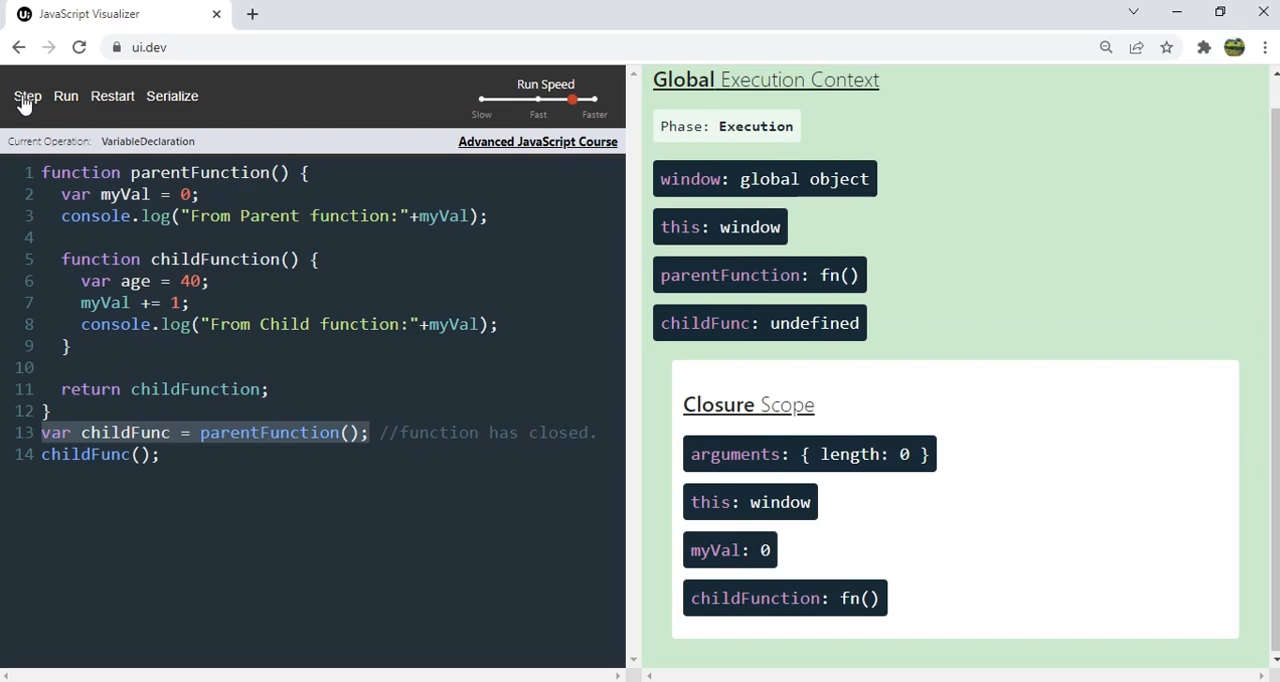 JavaScript Visualizer
ui.dev
Step Run Restart Serialize
Run Speed
Slow Fast Faster
Current Operation: VariableDeclaration
Advanced JavaScript Course
1 function parentFunction() {
2 var myVal = 0;
3 console.log("From Parent function:"+myVal);
4
5 function childFunction() {
6 var age = 40;
7 myVal += 1;
8 console.log("From Child function:"+myVal);
9 }
10
11 return childFunction;
12 }
13 var childFunc = parentFunction(); //function has closed.
14 childFunc();
Global Execution Context
Phase: Execution
window: global object
this: window
parentFunction: fn()
childFunc: undefined
Closure Scope
arguments: { length: 0 }
this: window
myVal: 0
childFunction: fn()